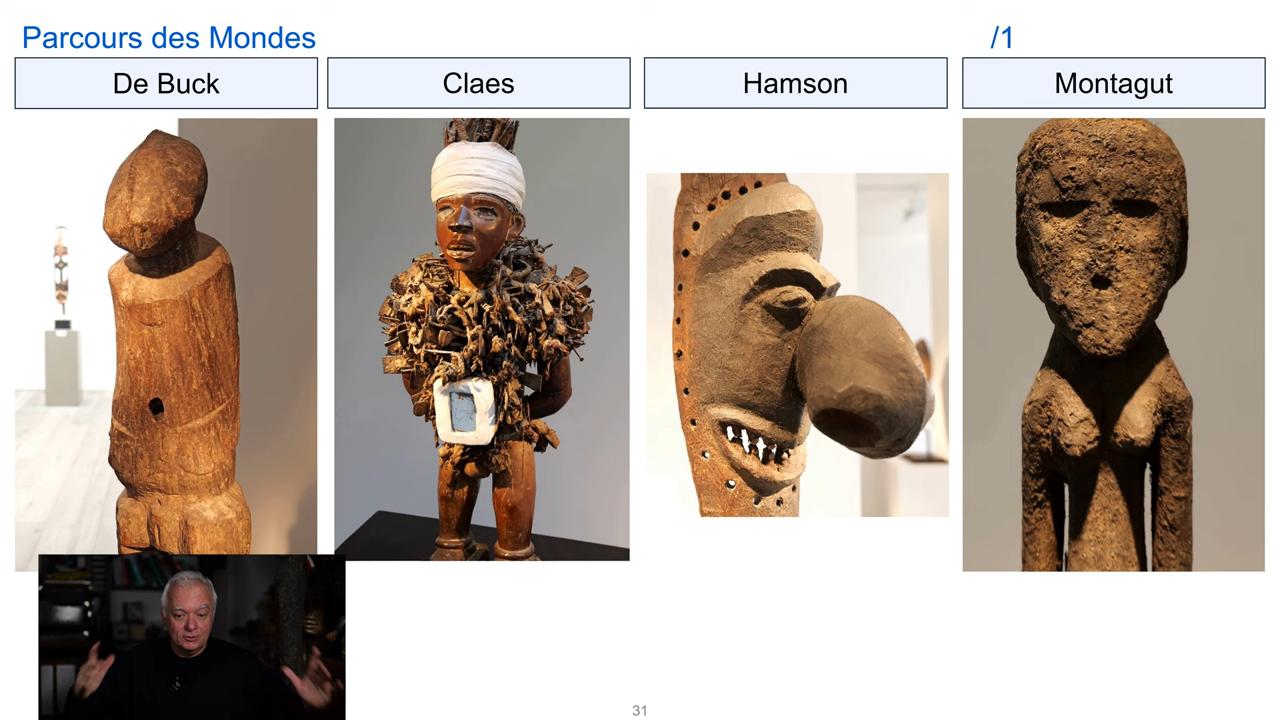 Parcours des Mondes
/1
De Buck
Claes
Hamson
Montagut
31